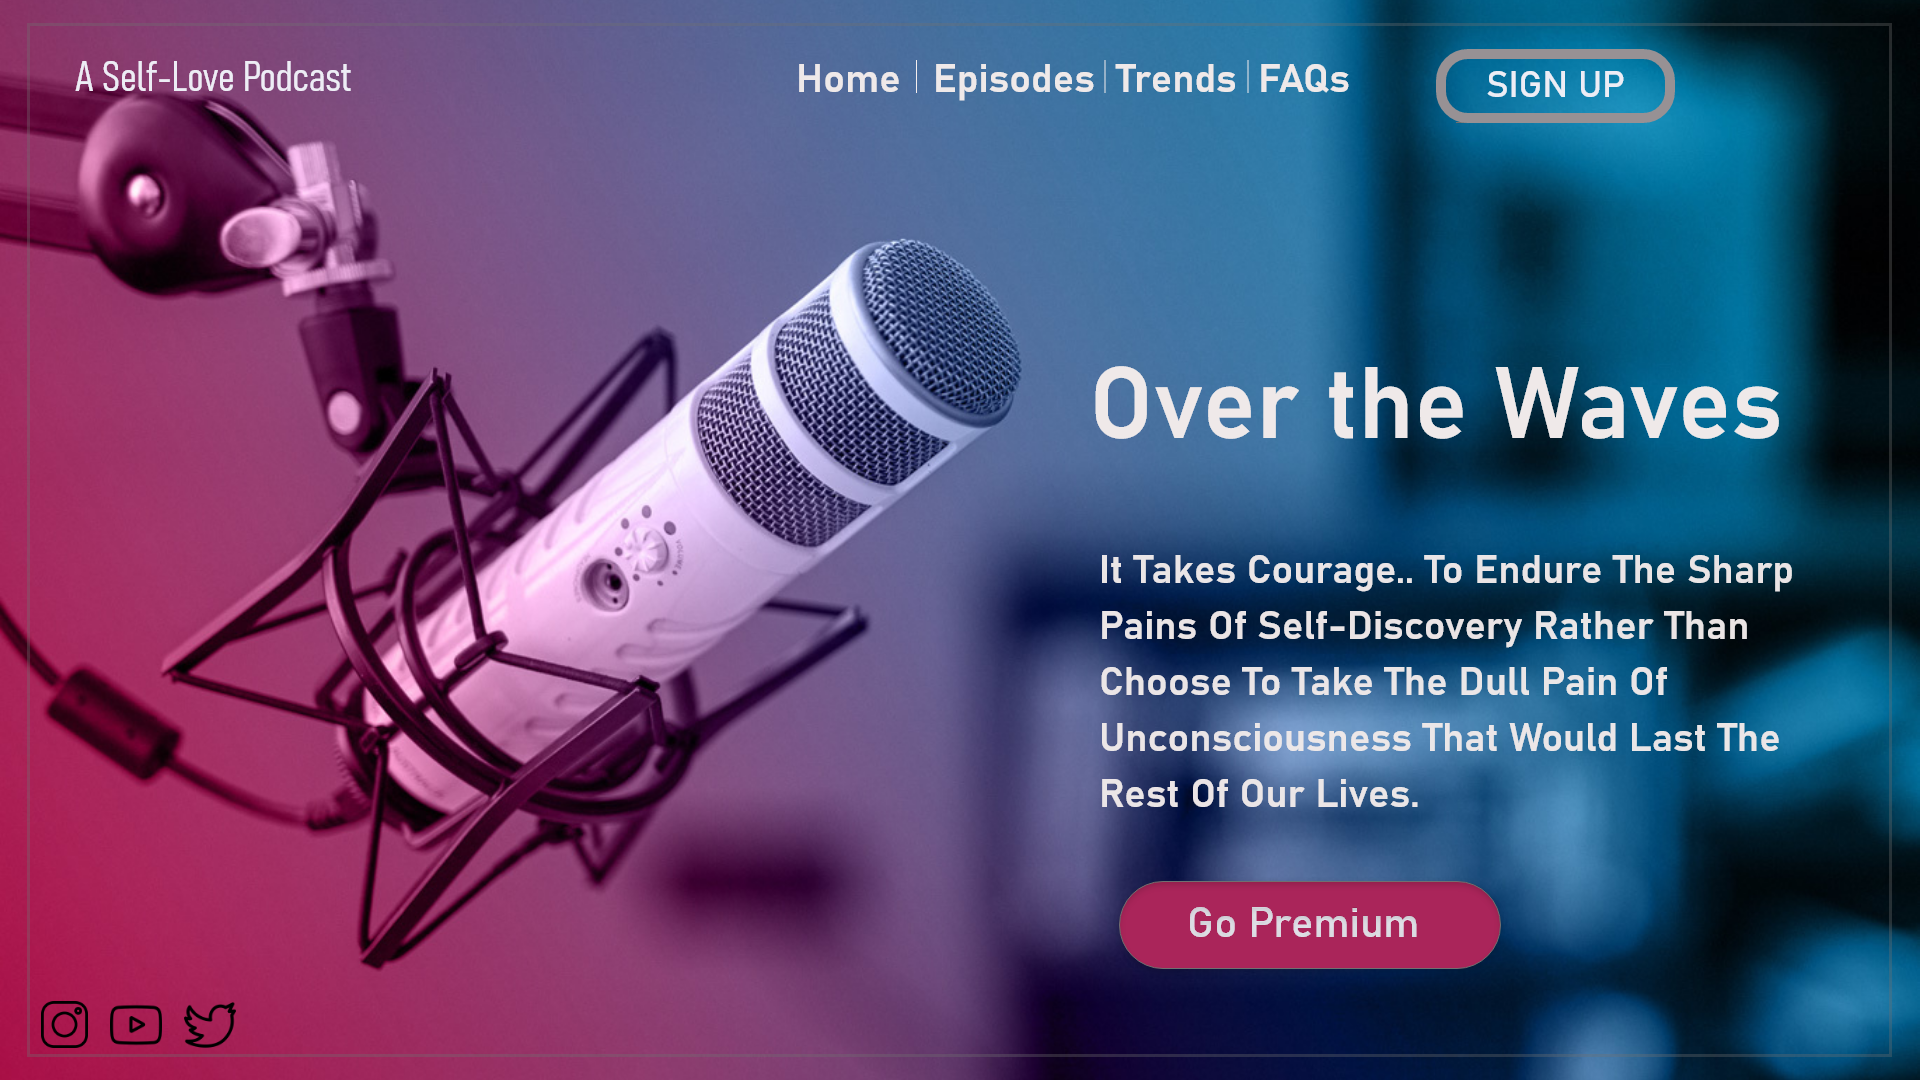 A Self-Love Podcast
Home | Episodes | Trends | FAQs
SIGN UP
Over the Waves
It Takes Courage.. To Endure The Sharp
Pains Of Self-Discovery Rather Than
Choose To Take The Dull Pain Of
Unconsciousness That Would Last The
Rest Of Our Lives.
Go Premium